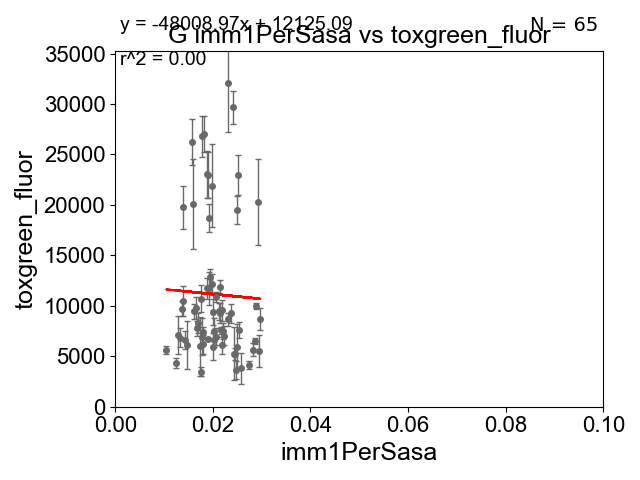 y = -48008.97x + 12125.09
N = 65
G imm1PerSasa vs toxgreen_fluor
r^2 = 0.00
35000
30000
25000
20000
15000
10000
5000
0
toxgreen_fluor
0.00 0.02 0.04 0.06 0.08 0.10
imm1PerSasa